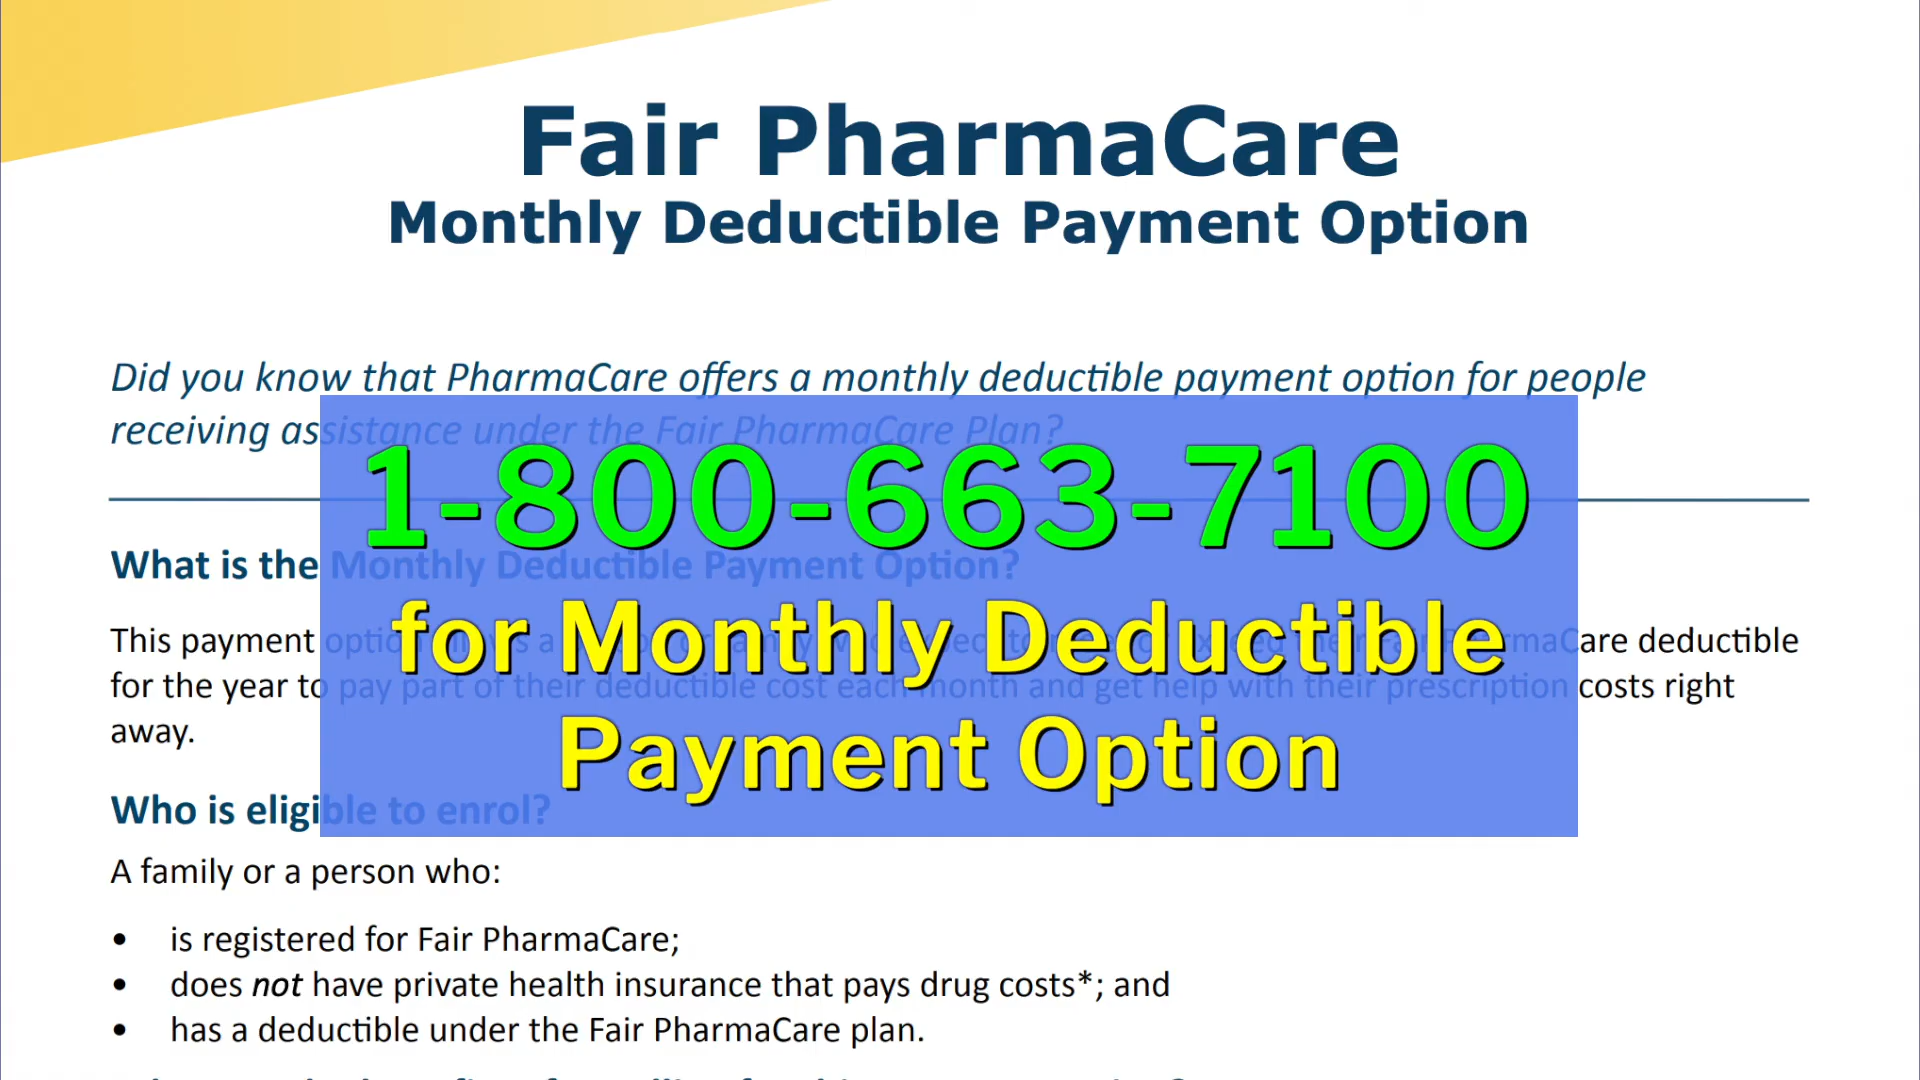 Fair PharmaCare
Monthly Deductible Payment Option
Did you know that PharmaCare offers a monthly deductible payment option for people
receiving assistance under the Fair PharmaCare Plan?
1-800-663-7100
What is the Monthly Deductible Payment Option?
for Monthly Deductible
This payment option PharmaCare deductible
for the year to pay part of their deductible cost each month and get help with their prescription costs right
away.
Payment Option
Who is eligible to enrol?
A family or a person who:
• is registered for Fair PharmaCare;
• does not have private health insurance that pays drug costs*; and
• has a deductible under the Fair PharmaCare plan.